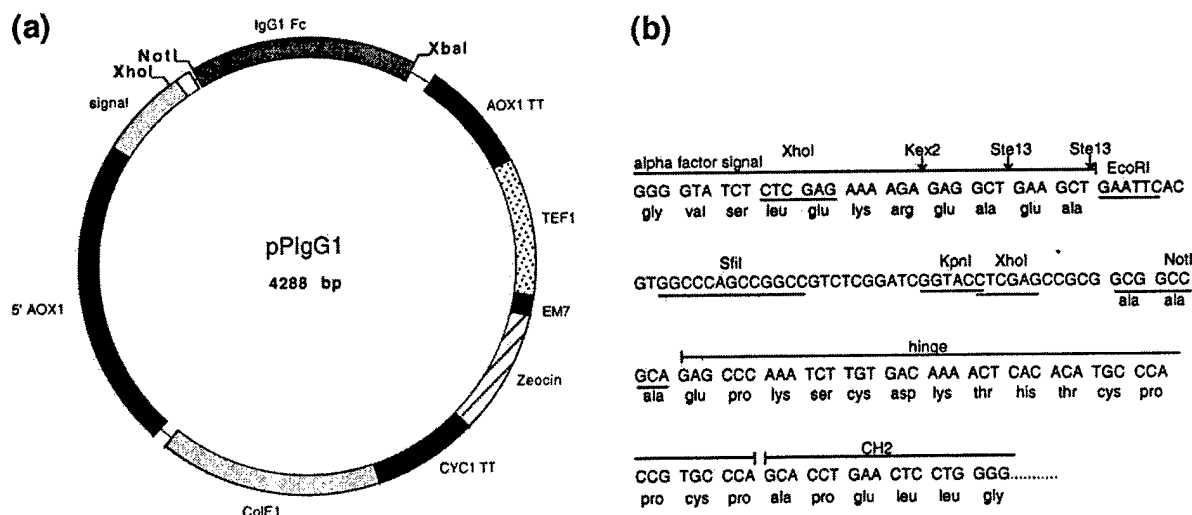 (a)
IgG1 Fc
NotI
XhoI
XbaI
signal
AOX1 TT
TEF1
pPIgG1
4288 bp
5' AOX1
EM7
Zeocin
CYC1 TT
ColE1
(b)
alpha factor signal XhoI Kex2 Ste13 Ste13 EcoRI
GGG GTA TCT CTC GAG AAA AGA GAG GCT GAA GCT GAATTCAC
gly val ser leu glu lys arg glu ala glu ala
SfiI KpnI XhoI NotI
GTGGCCCAGCCGGCCGTCTCGGATCGGTACCTCGAGCCGCG GCG GCC
ala ala
hinge
GCA GAG CCC AAA TCT TGT GAC AAA ACT CAC ACA TGC CCA
ala glu pro lys ser cys asp lys thr his thr cys pro
CH2
CCG TGC CCA GCA CCT GAA CTC CTG GGG...........
pro cys pro ala pro glu leu leu gly